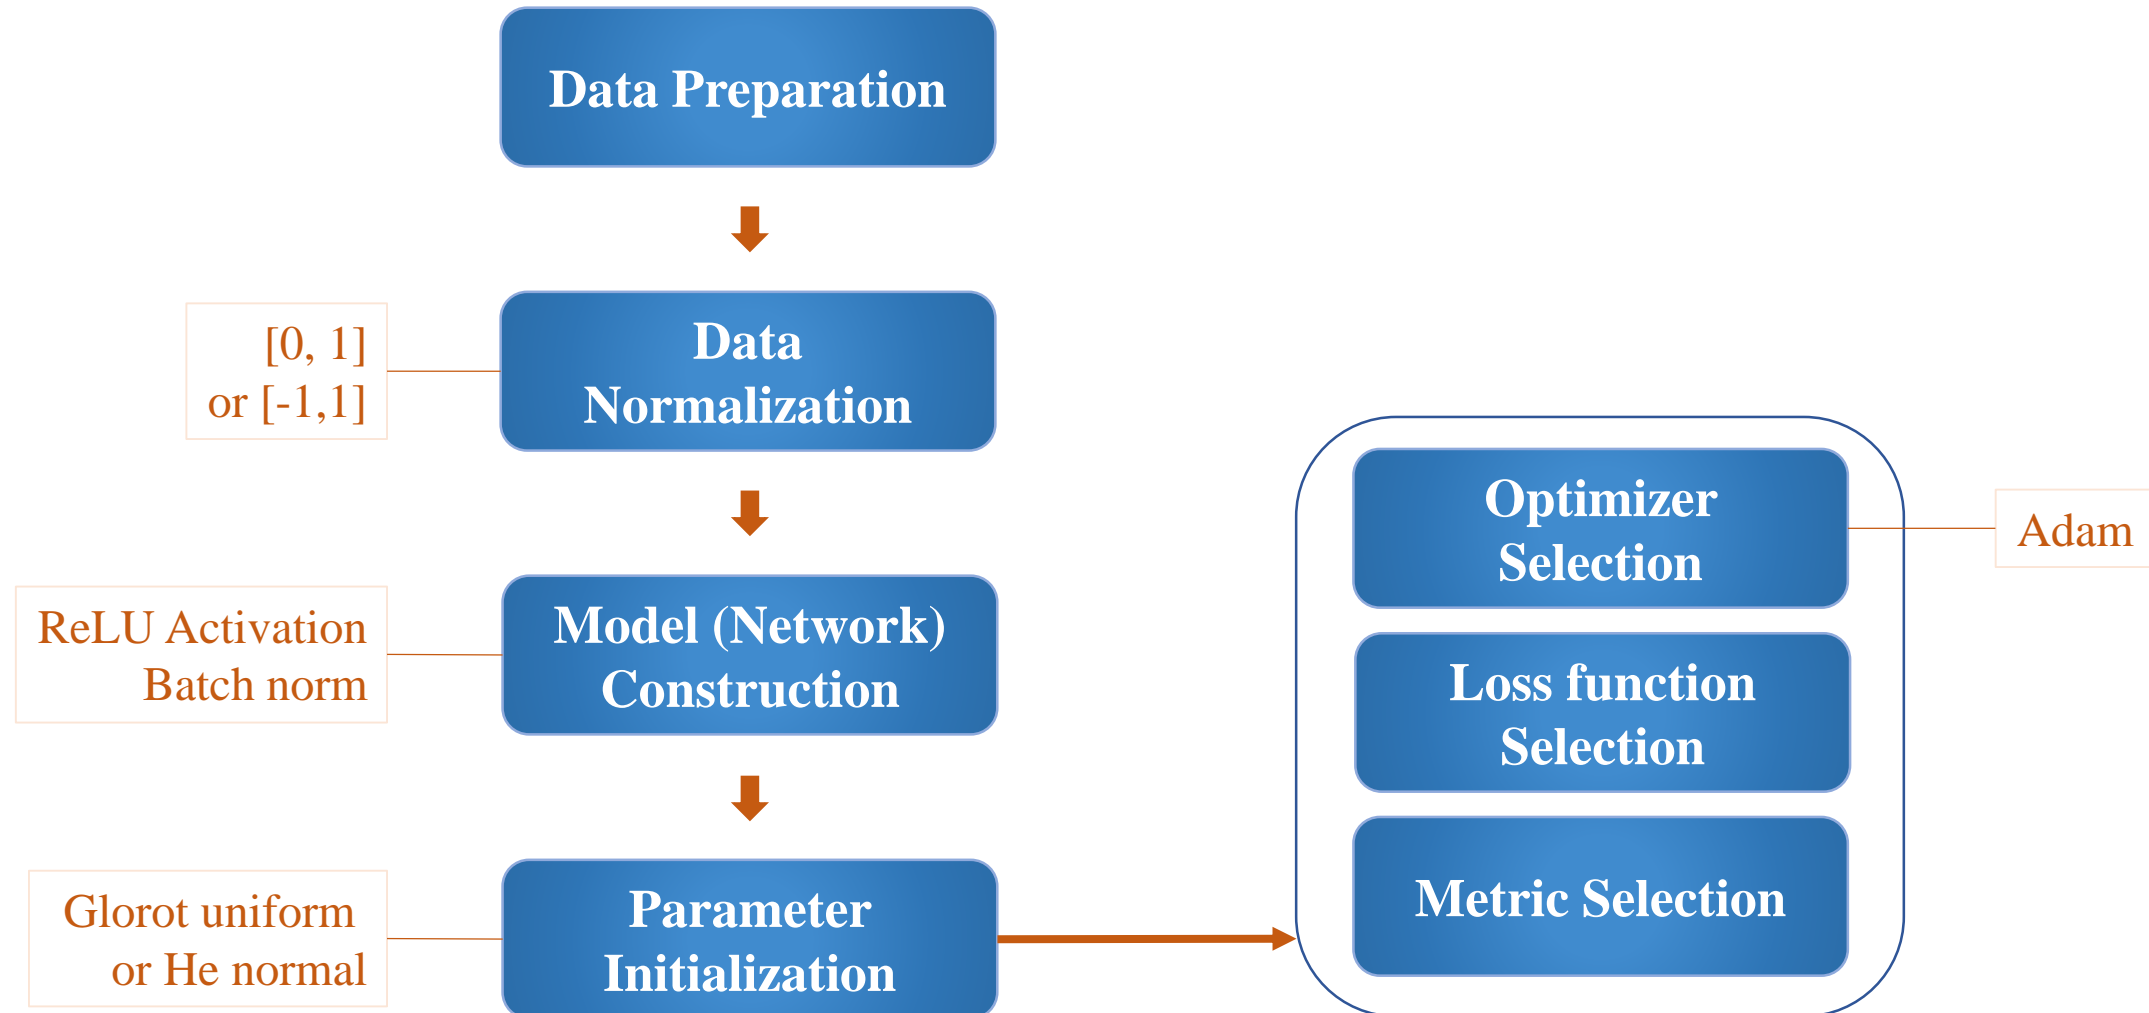 Data Preparation
[0, 1]
or [-1,1]
Data
Normalization
ReLU Activation
Batch norm
Model (Network)
Construction
Glorot uniform
or He normal
Parameter
Initialization
Optimizer
Selection
Adam
Loss function
Selection
Metric Selection